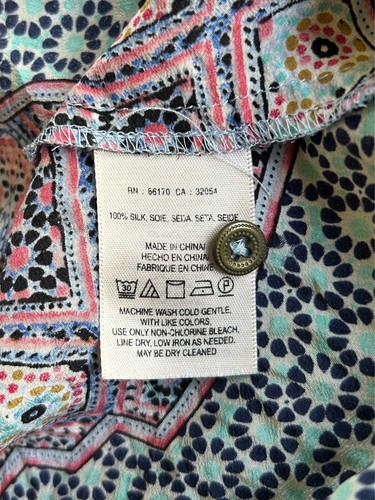 RN : 66170 CA : 32054
100% SILK, SOIE, SEDA, SETA, SEIDE
MADE IN CHINA/
HECHO EN CHINA/
FABRIQUE EN CHINE
30 P
MACHINE WASH COLD GENTLE,
WITH LIKE COLORS,
USE ONLY NON-CHLORINE BLEACH,
LINE DRY, LOW IRON AS NEEDED,
MAY BE DRY CLEANED